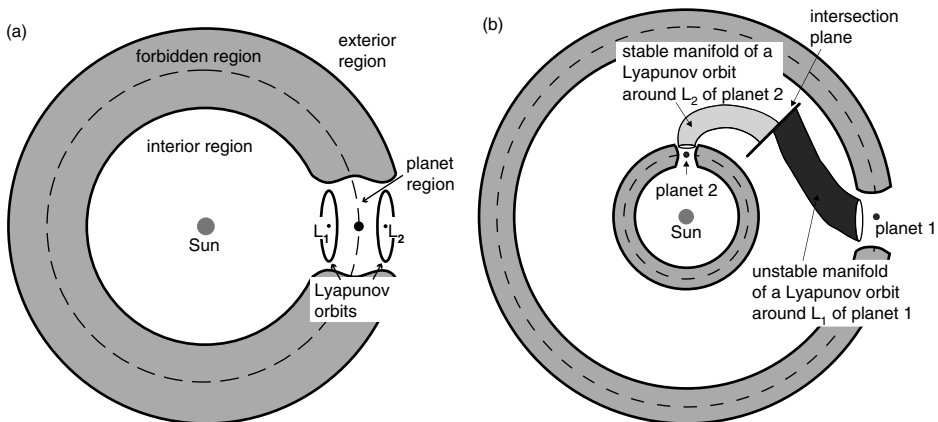 (a)
forbidden region
exterior
region
interior region
planet
region
L1
L2
Sun
Lyapunov
orbits
(b)
intersection
plane
stable manifold of a
Lyapunov orbit
around L2 of planet 2
planet 2
Sun
planet 1
unstable manifold
of a Lyapunov orbit
around L1 of planet 1